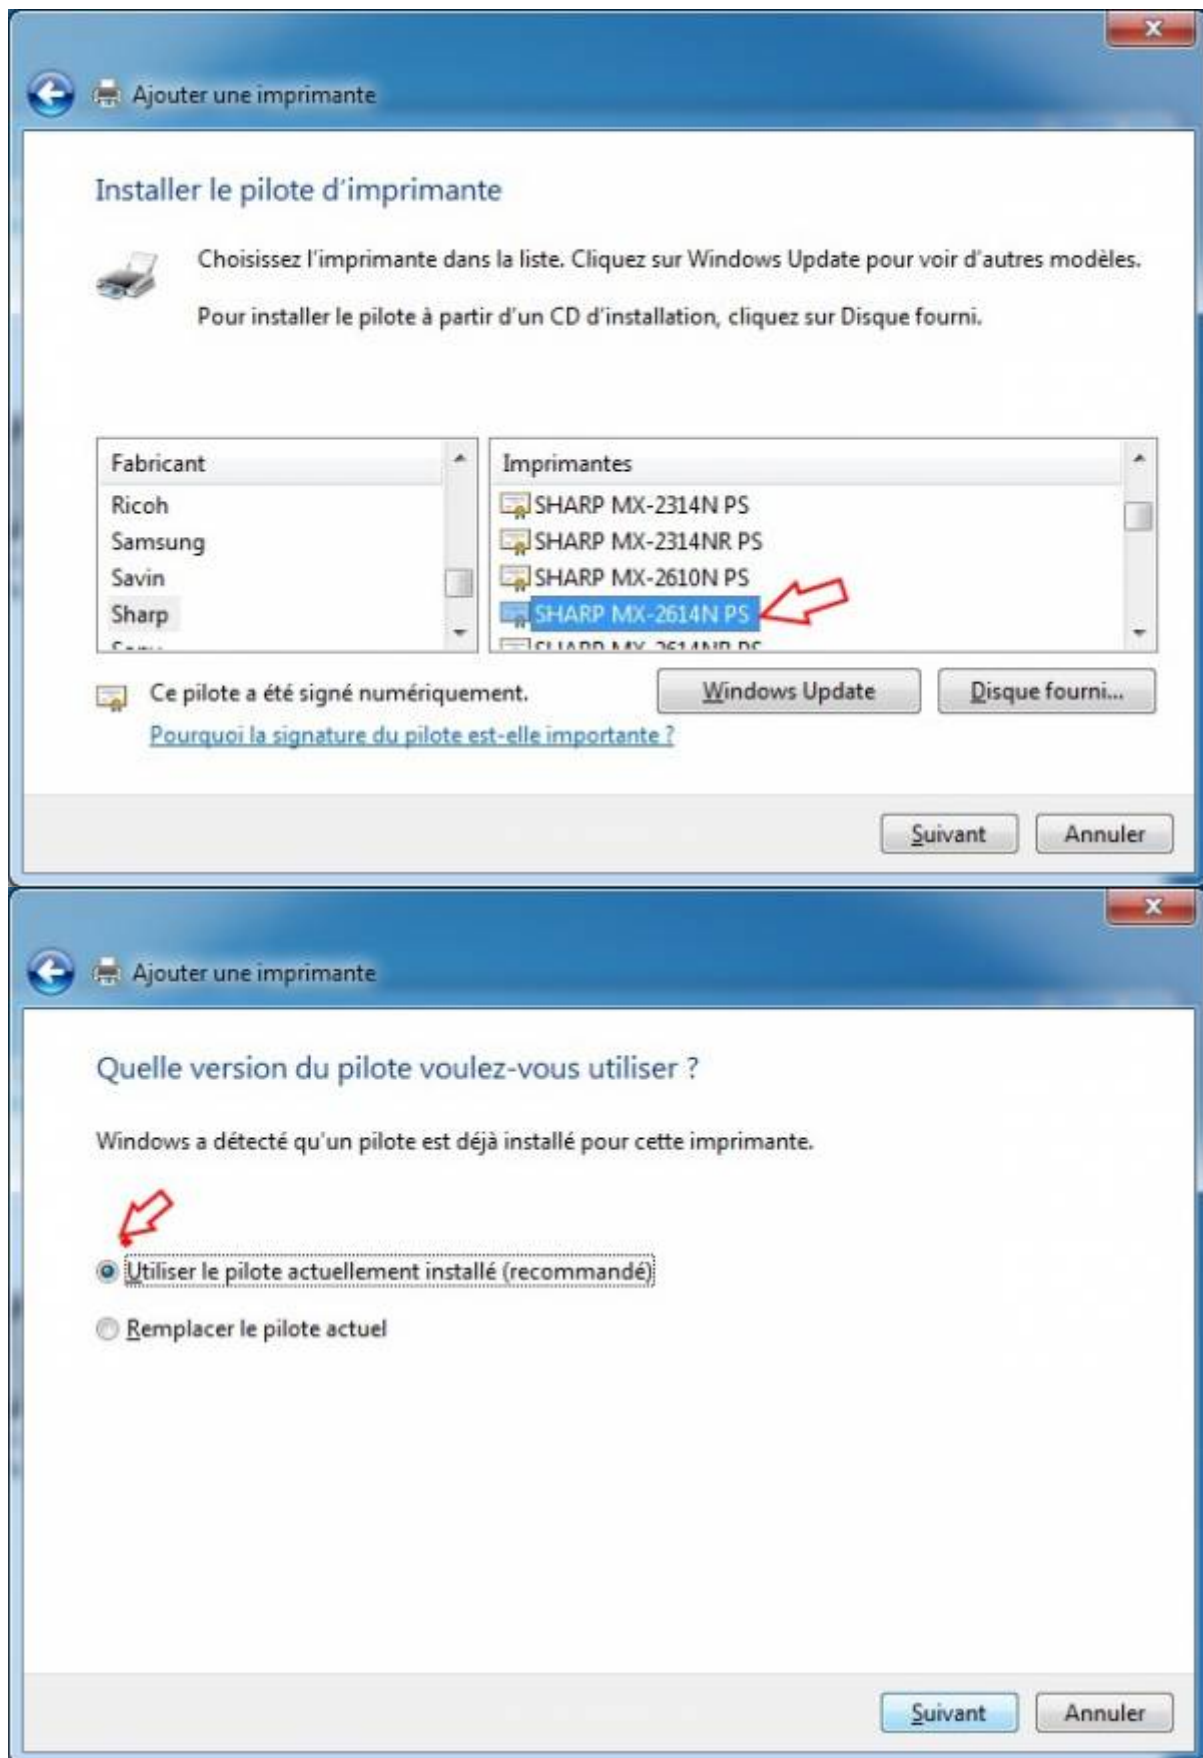 Ajouter une imprimante
Installer le pilote d'imprimante
Choisissez l'imprimante dans la liste. Cliquez sur Windows Update pour voir d'autres modèles.
Pour installer le pilote à partir d'un CD d'installation, cliquez sur Disque fourni.
Fabricant
Ricoh
Samsung
Savin
Sharp
Sony
Imprimantes
SHARP MX-2314N PS
SHARP MX-2314NR PS
SHARP MX-2610N PS
SHARP MX-2614N PS
SHARP MX-2614NR PS
Ce pilote a été signé numériquement.
Pourquoi la signature du pilote est-elle importante ?
Windows Update
Disque fourni...
Suivant
Annuler
Ajouter une imprimante
Quelle version du pilote voulez-vous utiliser ?
Windows a détecté qu'un pilote est déjà installé pour cette imprimante.
Utiliser le pilote actuellement installé (recommandé)
Remplacer le pilote actuel
Suivant
Annuler